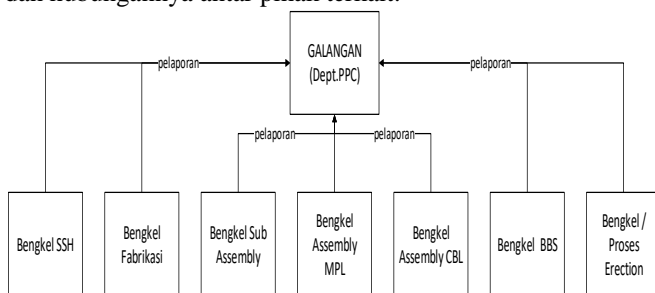 dan hubungannya antar pihak terkait.
GALANGAN
(Dept.PPC)
pelaporan
pelaporan
pelaporan
pelaporan
Bengkel SSH
Bengkel
Fabrikasi
Bengkel Sub
Assembly
Bengkel
Assembly
MPL
Bengkel
Assembly CBL
Bengkel BBS
Bengkel /
Proses
Erection